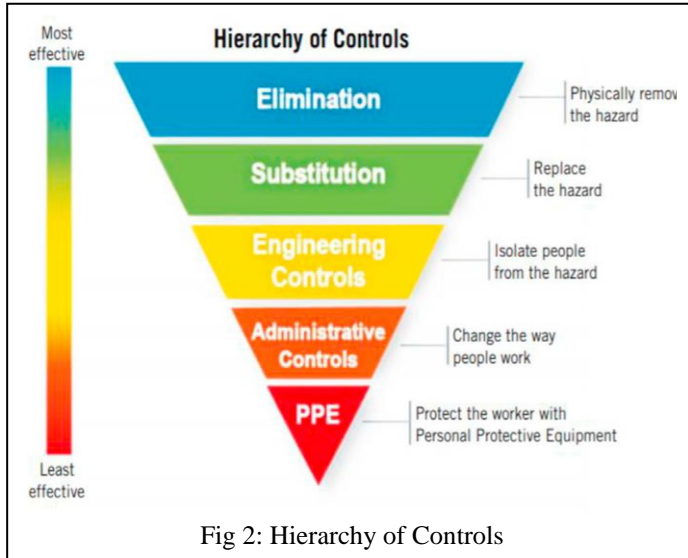 Most
effective
Hierarchy of Controls
Elimination
Physically remov
the hazard
Substitution
Replace
the hazard
Engineering
Controls
Isolate people
from the hazard
Administrative
Controls
Change the way
people work
PPE
Protect the worker with
Personal Protective Equipment
Least
effective
Fig 2: Hierarchy of Controls